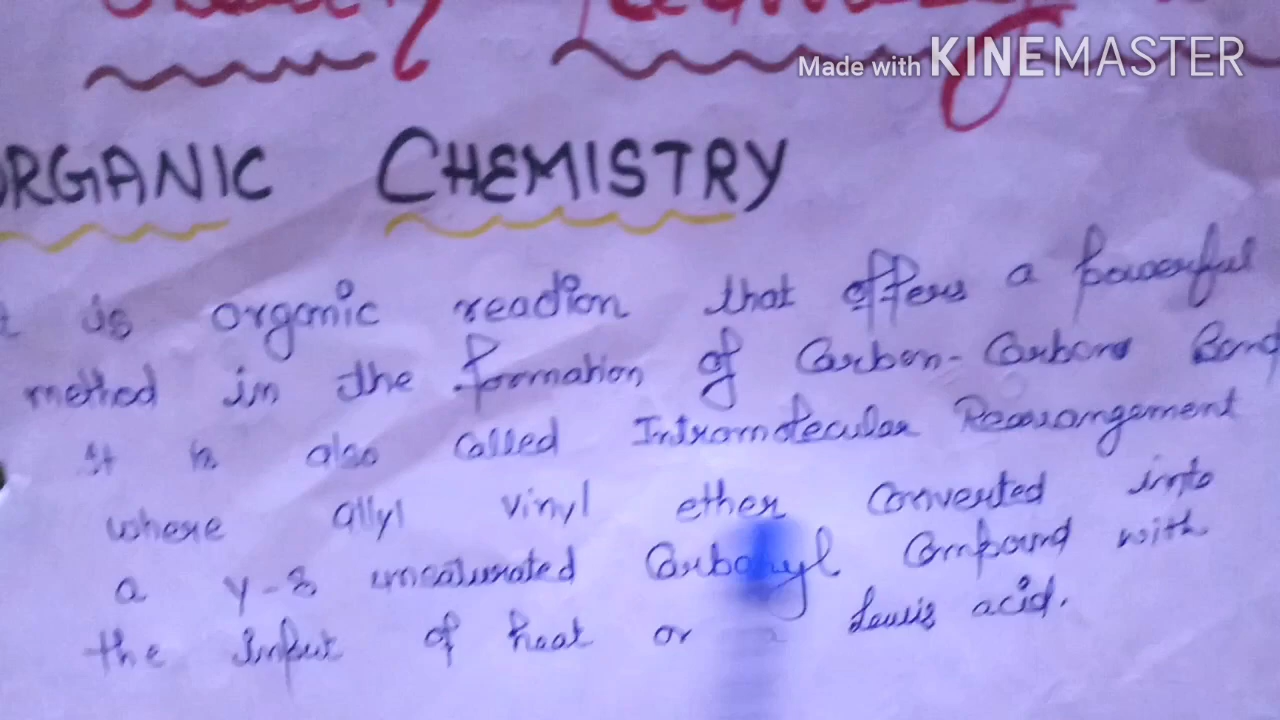 Made with KINEMASTER
ORGANIC CHEMISTRY
is organic reaction that offers a powerful
method in the formation of Carbon-Carbon Bond
It is also called Intramolecular Rearrangement
where allyl vinyl ether converted into
a γ-δ unsaturated Carbonyl Compound with
the input of heat or a Lewis acid.